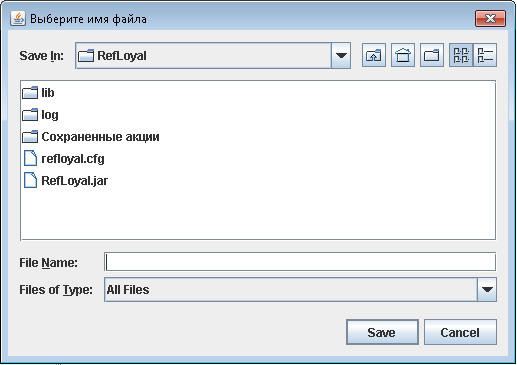 Выберите имя файла
Save In: RefLoyal
lib
log
Сохраненные акции
refloyal.cfg
RefLoyal.jar
File Name:
Files of Type: All Files
Save Cancel